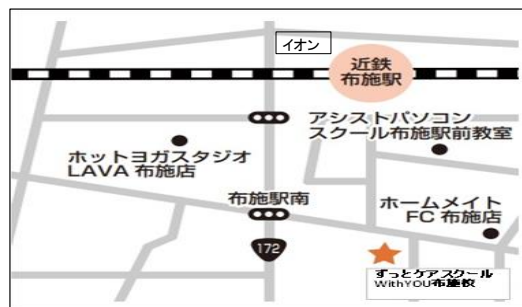 イオン
近鉄
布施駅
アシストパソコン
スクール布施駅前教室
ホットヨガスタジオ
LAVA 布施店
布施駅南
ホームメイト
FC 布施店
172
ずっとケアスクール
WithYOU布施校